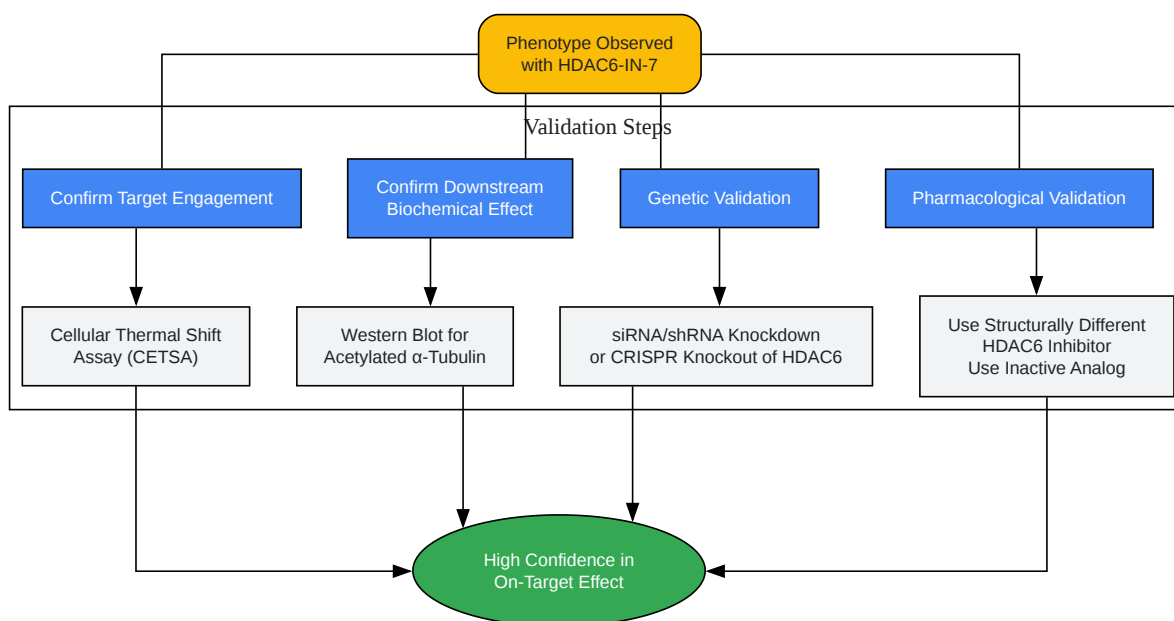 Phenotype Observed
with HDAC6-IN-7
Validation Steps
Confirm Target Engagement
Confirm Downstream
Biochemical Effect
Genetic Validation
Pharmacological Validation
Cellular Thermal Shift
Assay (CETSA)
Western Blot for
Acetylated α-Tubulin
siRNA/shRNA Knockdown
or CRISPR Knockout of HDAC6
Use Structurally Different
HDAC6 Inhibitor
Use Inactive Analog
High Confidence in
On-Target Effect